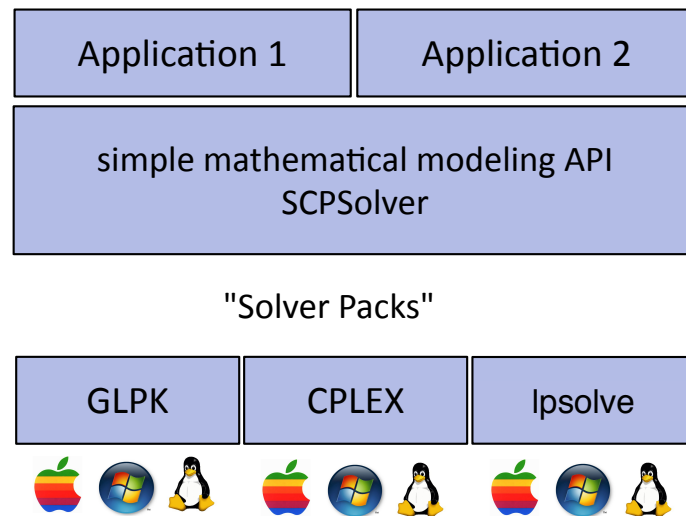 Application 1
Application 2
simple mathematical modeling API
SCPSolver
"Solver Packs"
GLPK
CPLEX
lpsolve